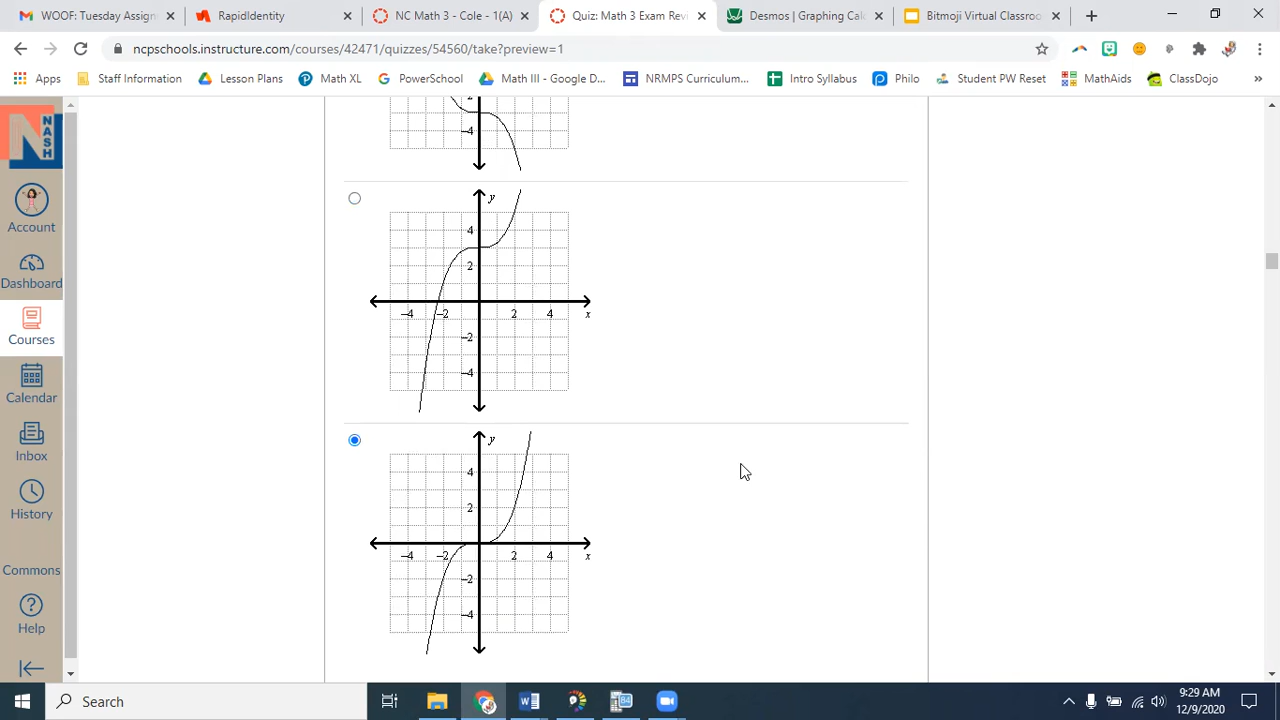 WOOF: Tuesday Assign
RapidIdentity
NC Math 3 - Cole - 1(A)
Quiz: Math 3 Exam Revi
Desmos | Graphing Cal
Bitmoji Virtual Classroo
ncpschools.instructure.com/courses/42471/quizzes/54560/take?preview=1
Apps
Staff Information
Lesson Plans
Math XL
PowerSchool
Math III - Google D...
NRMPS Curriculum...
Intro Syllabus
Philo
Student PW Reset
MathAids
ClassDojo
»
NASH
Account
Dashboard
Courses
Calendar
Inbox
History
Commons
Help
2
-4
y
4
2
-4 -2 2 4 x
-2
-4
y
4
2
-4 -2 2 4 x
-2
-4
Search
84
9:29 AM
12/9/2020